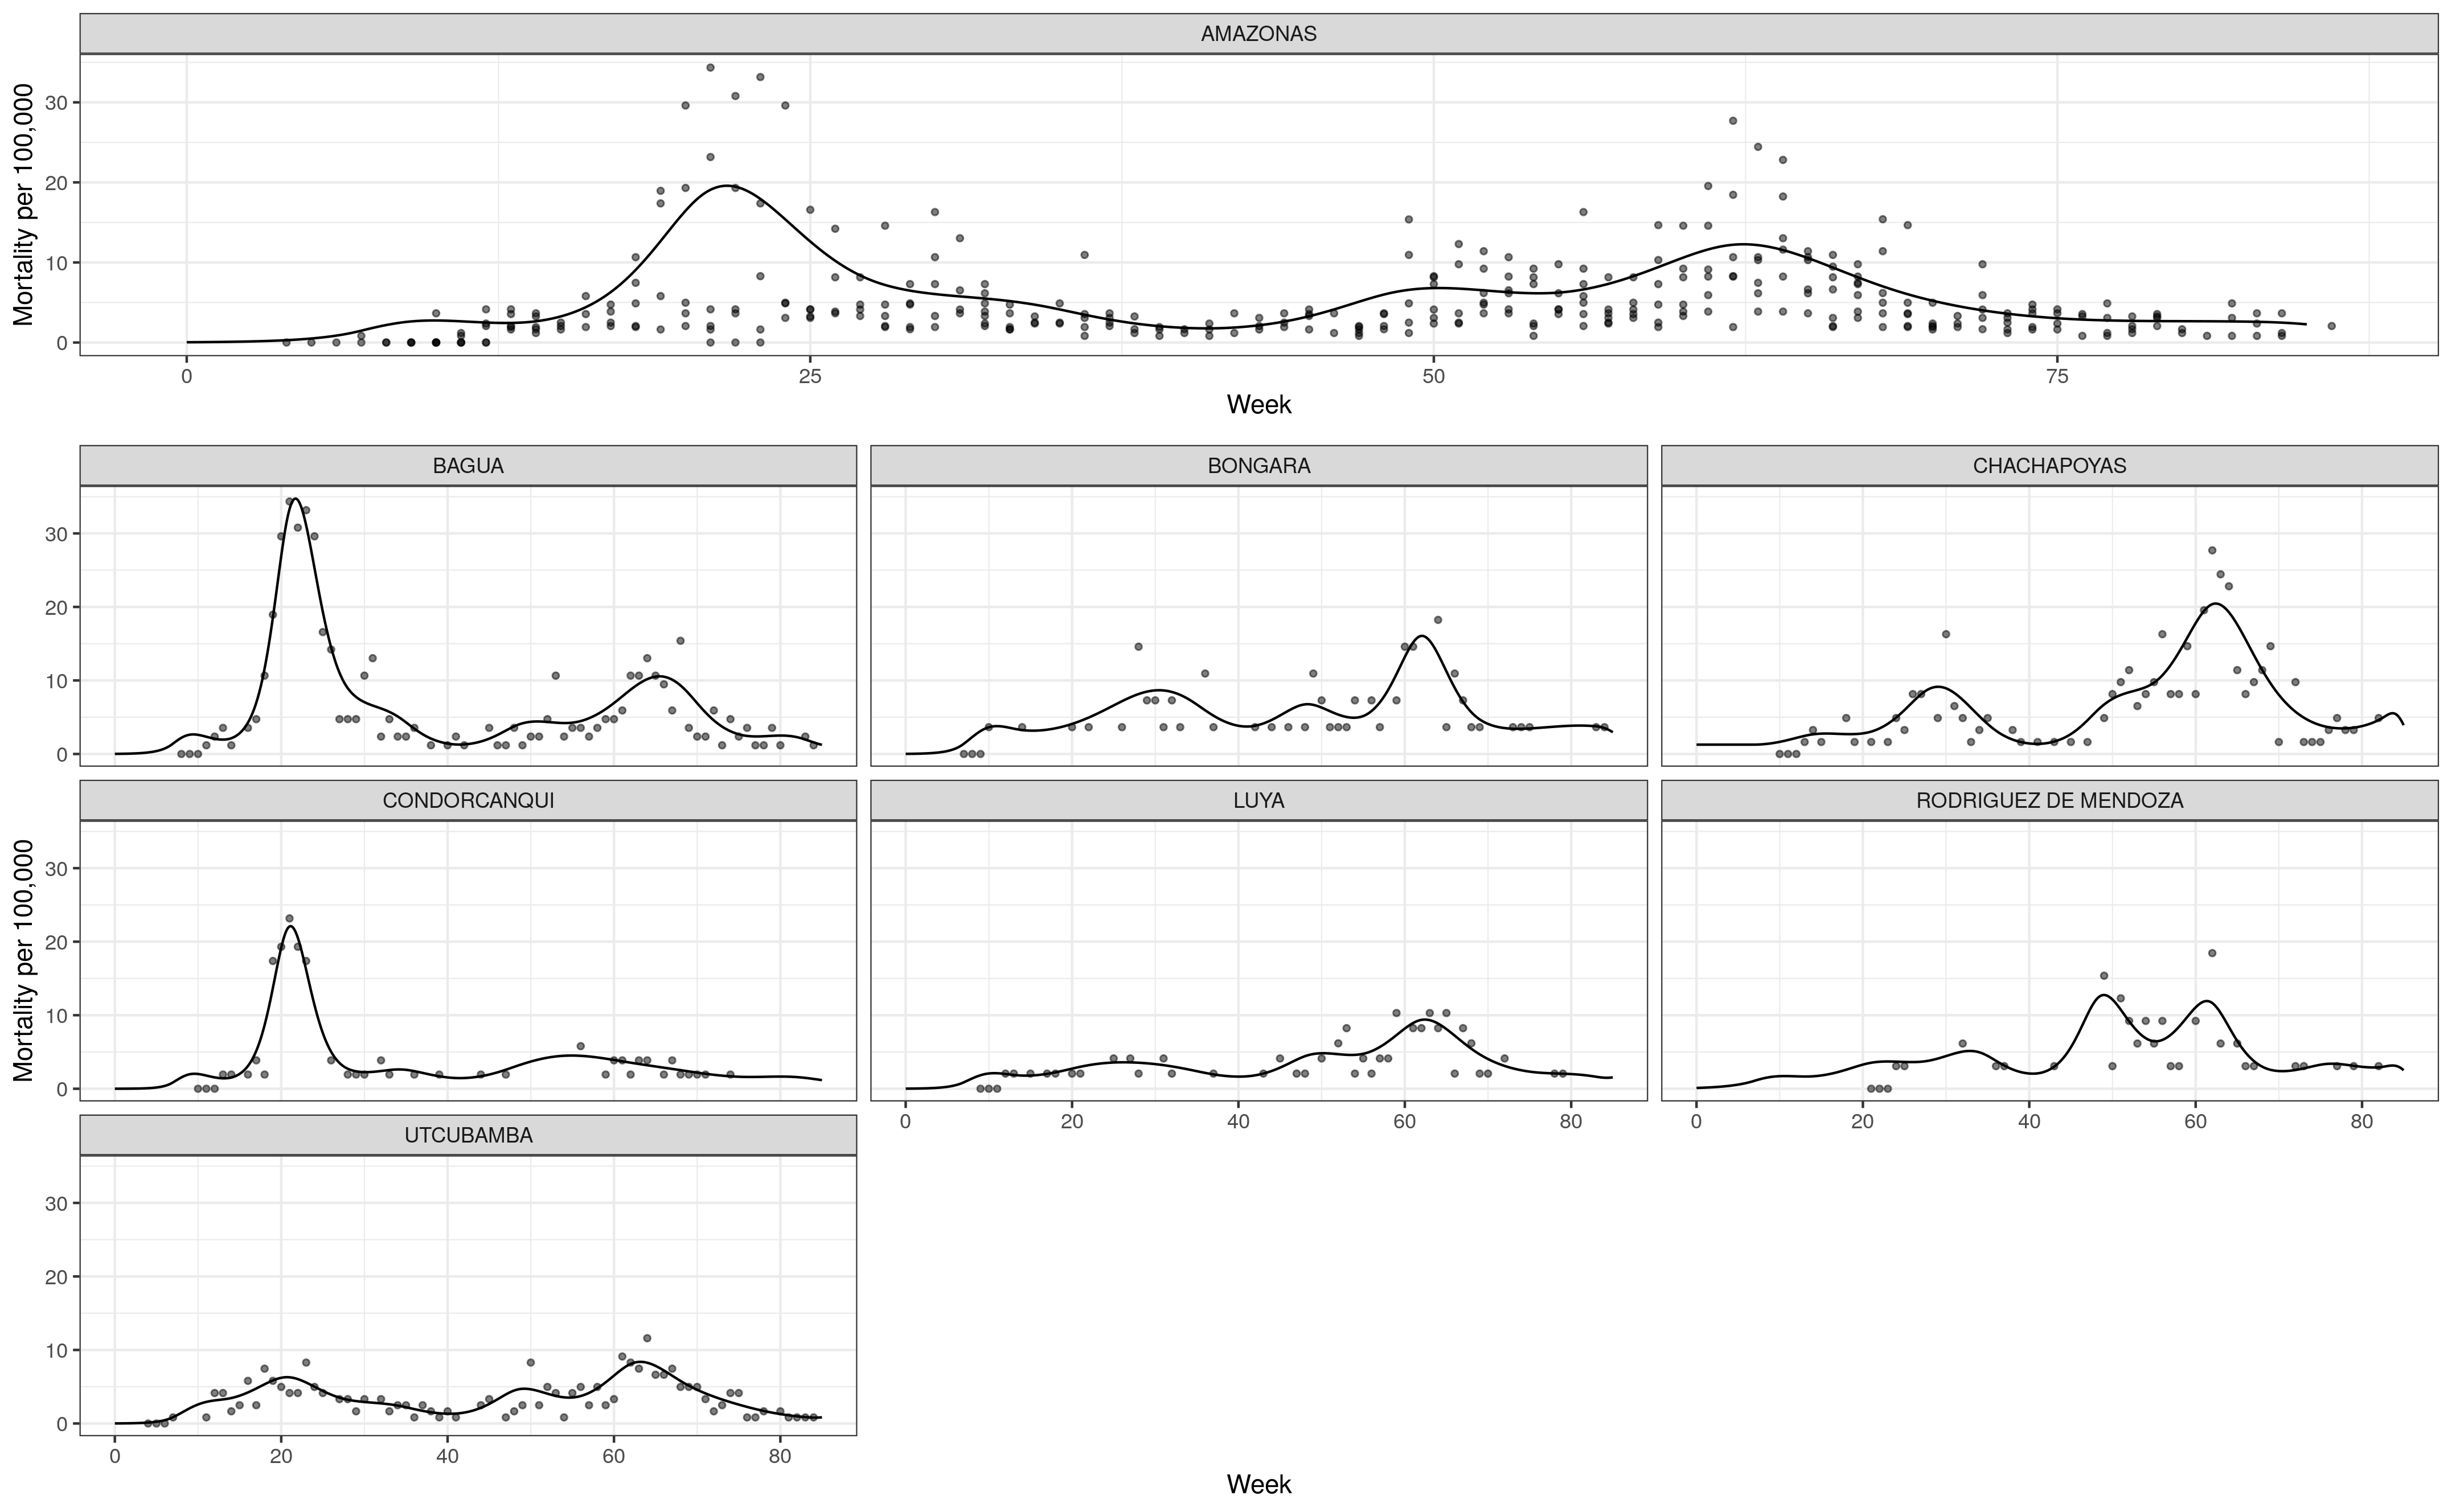 AMAZONAS
Mortality per 100,000
30
20
10
0
0 25 50 75
Week
BAGUA BONGARA CHACHAPOYAS
30
20
10
0
CONDORCANQUI LUYA RODRIGUEZ DE MENDOZA
Mortality per 100,000
30
20
10
0
0 20 40 60 80 0 20 40 60 80
UTCUBAMBA
30
20
10
0
0 20 40 60 80
Week